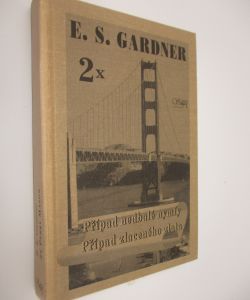 E. S. GARDNER
2x
Případ nedbalé nymfy
Případ zlaceného zlata